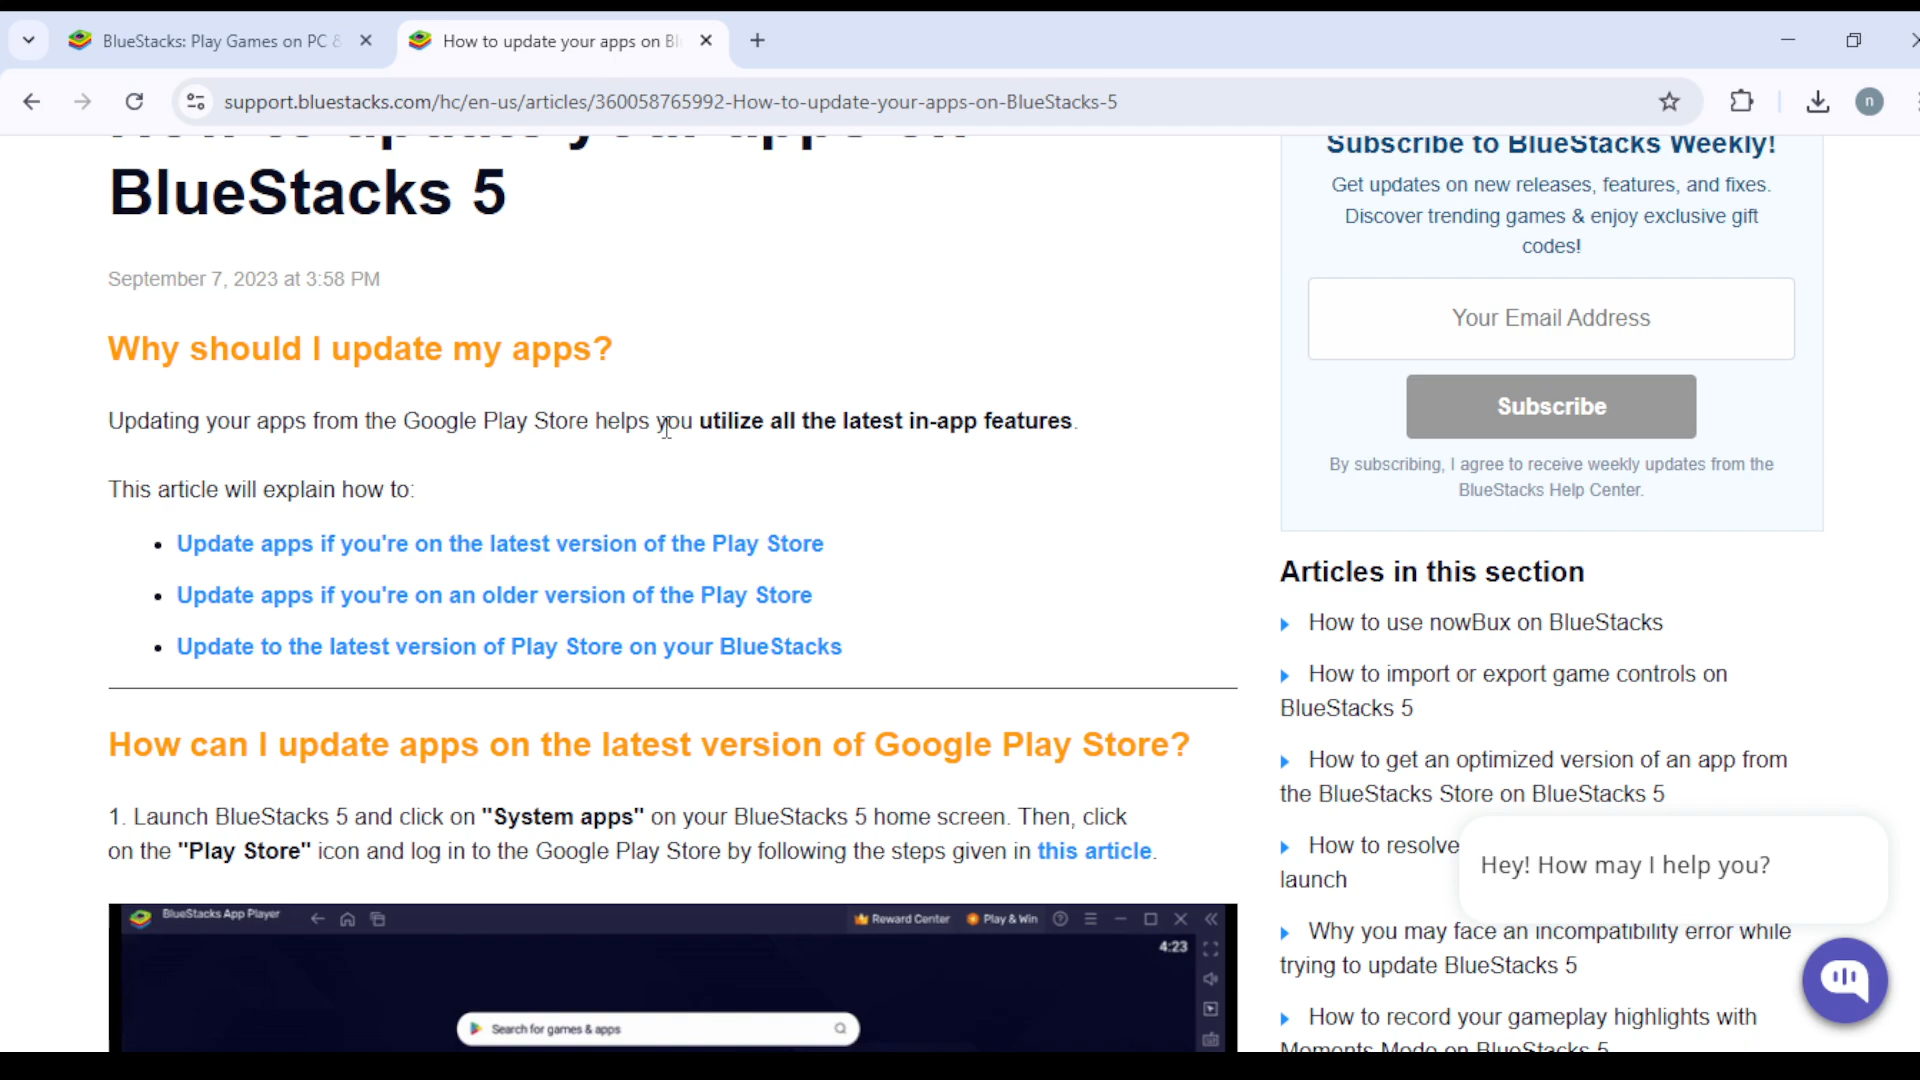 BlueStacks: Play Games on PC &
How to update your apps on Bl
support.bluestacks.com/hc/en-us/articles/360058765992-How-to-update-your-apps-on-BlueStacks-5
n
How to update your apps on
BlueStacks 5
September 7, 2023 at 3:58 PM
Why should I update my apps?
Updating your apps from the Google Play Store helps you utilize all the latest in-app features.
This article will explain how to:
• Update apps if you're on the latest version of the Play Store
• Update apps if you're on an older version of the Play Store
• Update to the latest version of Play Store on your BlueStacks
How can I update apps on the latest version of Google Play Store?
1. Launch BlueStacks 5 and click on "System apps" on your BlueStacks 5 home screen. Then, click
on the "Play Store" icon and log in to the Google Play Store by following the steps given in this article.
BlueStacks App Player
Reward Center
Play & Win
4:23
Search for games & apps
Subscribe to BlueStacks Weekly!
Get updates on new releases, features, and fixes.
Discover trending games & enjoy exclusive gift
codes!
Your Email Address
Subscribe
By subscribing, I agree to receive weekly updates from the
BlueStacks Help Center.
Articles in this section
How to use nowBux on BlueStacks
How to import or export game controls on
BlueStacks 5
How to get an optimized version of an app from
the BlueStacks Store on BlueStacks 5
How to resolve
launch
Hey! How may I help you?
Why you may face an incompatibility error while
trying to update BlueStacks 5
How to record your gameplay highlights with
Moments Mode on BlueStacks 5